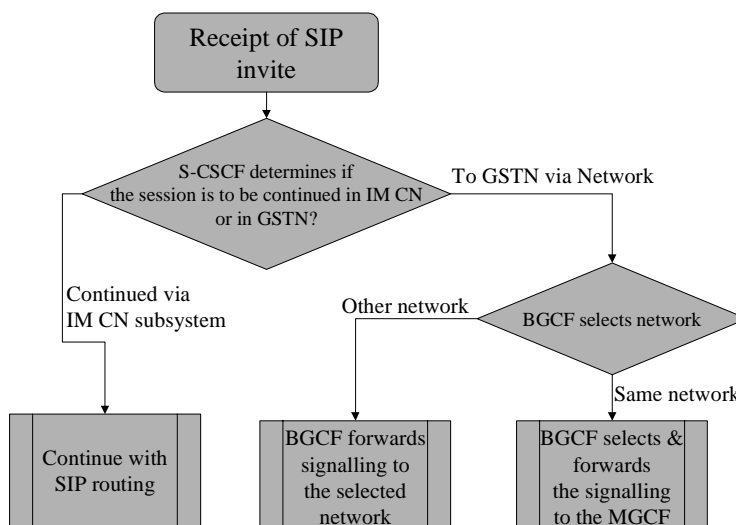 Receipt of SIP
invite
S-CSCF determines if
the session is to be continued in IM CN
or in GSTN?
To GSTN via Network
Continued via
IM CN subsystem
Other network
BGCF selects network
Same network
Continue with
SIP routing
BGCF forwards
signalling to
the selected
network
BGCF selects &
forwards
the signalling
to the MGCF